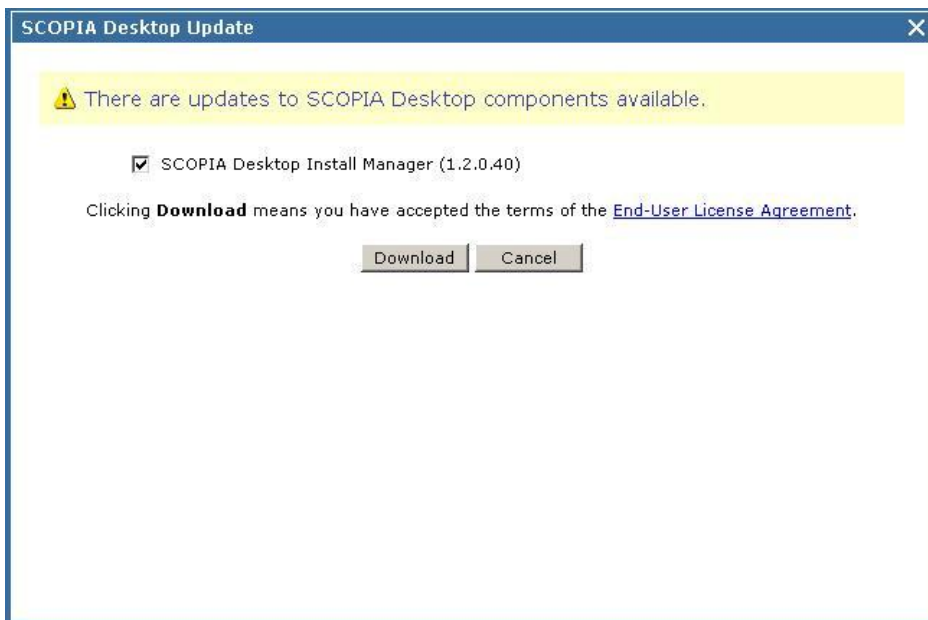 SCOPIA Desktop Update
There are updates to SCOPIA Desktop components available.
SCOPIA Desktop Install Manager (1.2.0.40)
Clicking Download means you have accepted the terms of the End-User License Agreement.
Download Cancel